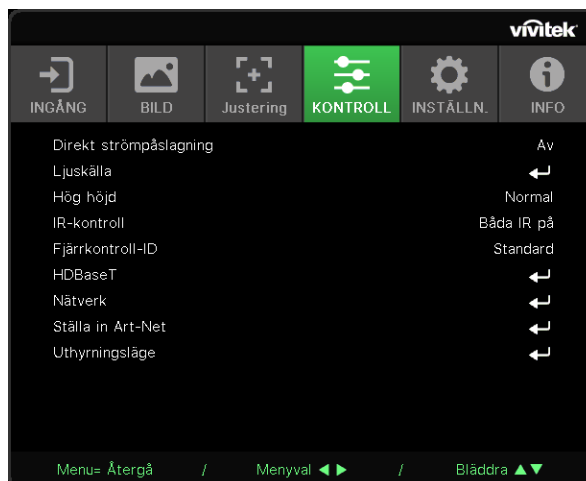 vivitek
INGÅNG BILD Justering KONTROLL INSTÄLLN. INFO
Direkt strömpåslagning Av
Ljuskälla
Hög höjd Normal
IR-kontroll Båda IR på
Fjärrkontroll-ID Standard
HDBaseT
Nätverk
Ställa in Art-Net
Uthyrningsläge
Menu= Återgå / Menyval ◀ ▶ / Bläddra ▲▼